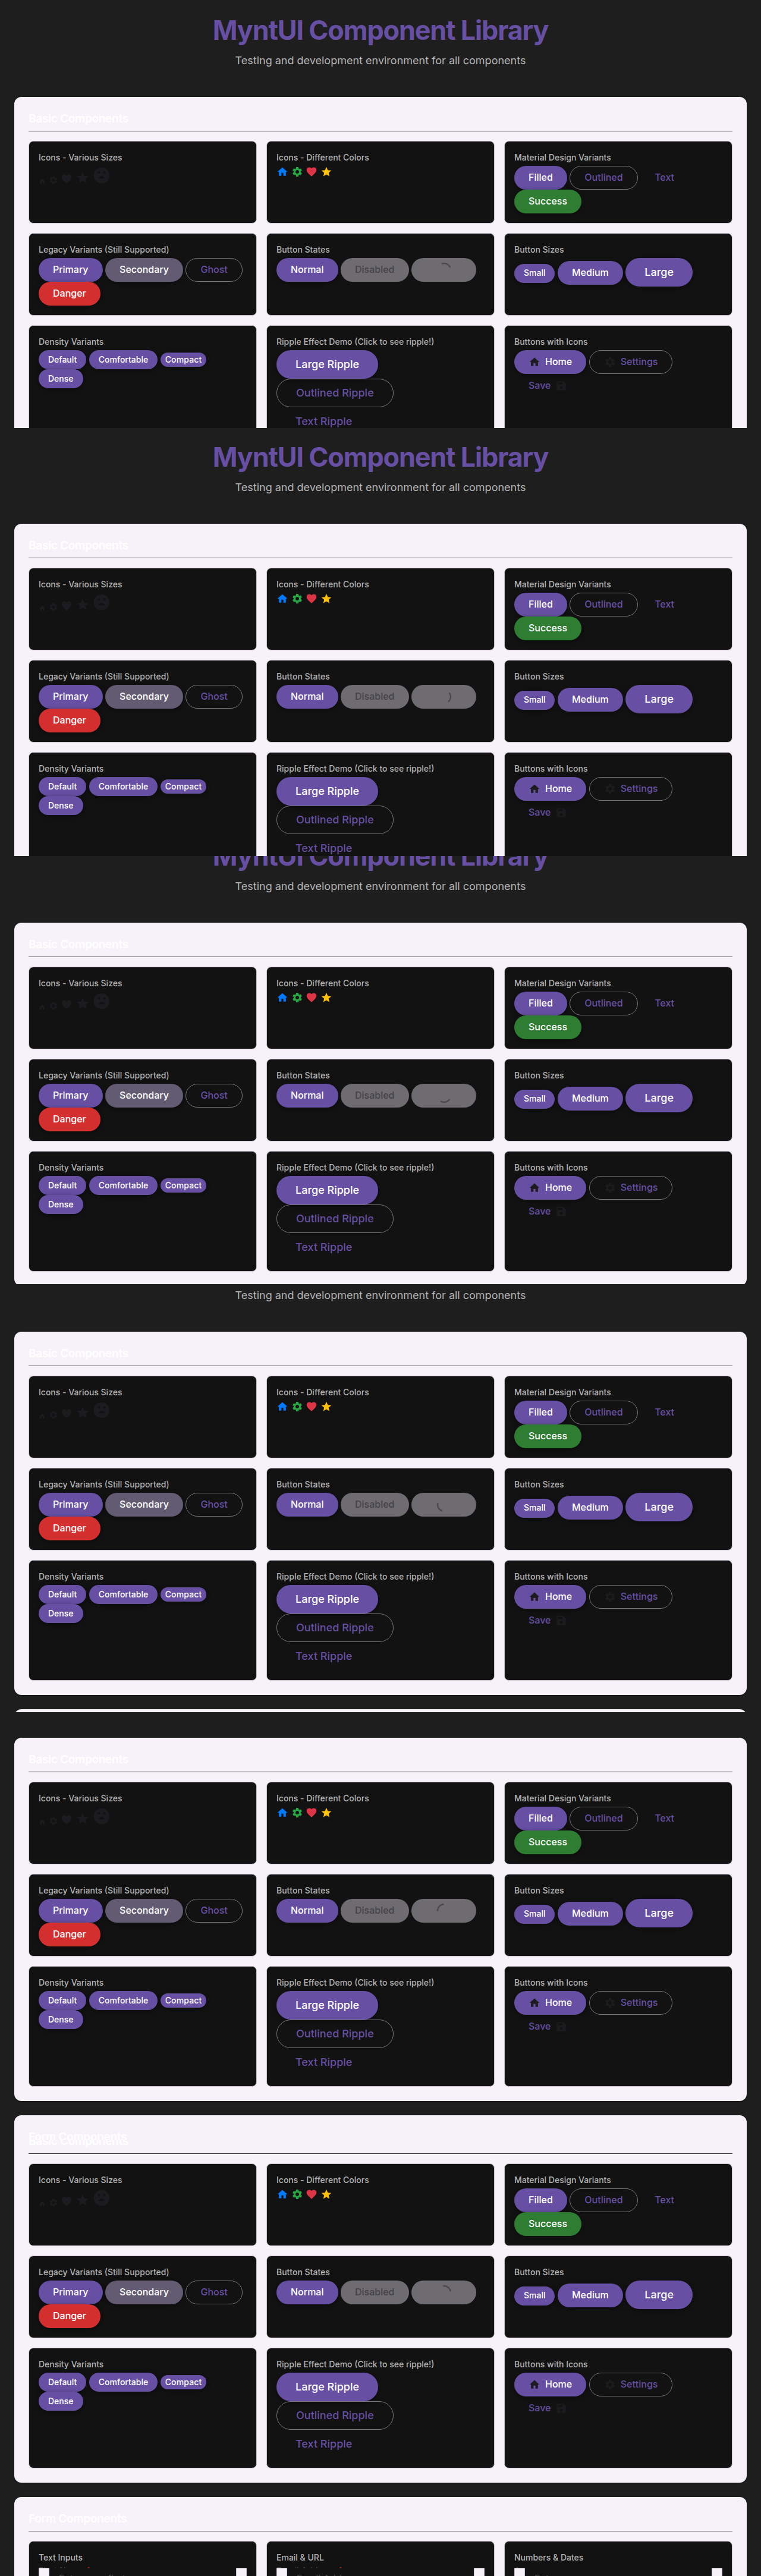 MyntUI Component Library
Testing and development environment for all components
Basic Components
Icons - Various Sizes
Icons - Different Colors
Material Design Variants
Filled Outlined Text
Success
Legacy Variants (Still Supported)
Primary Secondary Ghost
Danger
Button States
Normal Disabled
Button Sizes
Small Medium Large
Density Variants
Default Comfortable Compact
Dense
Ripple Effect Demo (Click to see ripple!)
Large Ripple
Outlined Ripple
Text Ripple
Buttons with Icons
Home Settings
Save
MyntUI Component Library
Testing and development environment for all components
Basic Components
Icons - Various Sizes
Icons - Different Colors
Material Design Variants
Filled Outlined Text
Success
Legacy Variants (Still Supported)
Primary Secondary Ghost
Danger
Button States
Normal Disabled
Button Sizes
Small Medium Large
Density Variants
Default Comfortable Compact
Dense
Ripple Effect Demo (Click to see ripple!)
Large Ripple
Outlined Ripple
Text Ripple
Buttons with Icons
Home Settings
Save
MyntUI Component Library
Testing and development environment for all components
Basic Components
Icons - Various Sizes
Icons - Different Colors
Material Design Variants
Filled Outlined Text
Success
Legacy Variants (Still Supported)
Primary Secondary Ghost
Danger
Button States
Normal Disabled
Button Sizes
Small Medium Large
Density Variants
Default Comfortable Compact
Dense
Ripple Effect Demo (Click to see ripple!)
Large Ripple
Outlined Ripple
Text Ripple
Buttons with Icons
Home Settings
Save
Testing and development environment for all components
Basic Components
Icons - Various Sizes
Icons - Different Colors
Material Design Variants
Filled Outlined Text
Success
Legacy Variants (Still Supported)
Primary Secondary Ghost
Danger
Button States
Normal Disabled
Button Sizes
Small Medium Large
Density Variants
Default Comfortable Compact
Dense
Ripple Effect Demo (Click to see ripple!)
Large Ripple
Outlined Ripple
Text Ripple
Buttons with Icons
Home Settings
Save
Basic Components
Icons - Various Sizes
Icons - Different Colors
Material Design Variants
Filled Outlined Text
Success
Legacy Variants (Still Supported)
Primary Secondary Ghost
Danger
Button States
Normal Disabled
Button Sizes
Small Medium Large
Density Variants
Default Comfortable Compact
Dense
Ripple Effect Demo (Click to see ripple!)
Large Ripple
Outlined Ripple
Text Ripple
Buttons with Icons
Home Settings
Save
Form Components
Basic Components
Icons - Various Sizes
Icons - Different Colors
Material Design Variants
Filled Outlined Text
Success
Legacy Variants (Still Supported)
Primary Secondary Ghost
Danger
Button States
Normal Disabled
Button Sizes
Small Medium Large
Density Variants
Default Comfortable Compact
Dense
Ripple Effect Demo (Click to see ripple!)
Large Ripple
Outlined Ripple
Text Ripple
Buttons with Icons
Home Settings
Save
Form Components
Text Inputs
Email & URL
Numbers & Dates